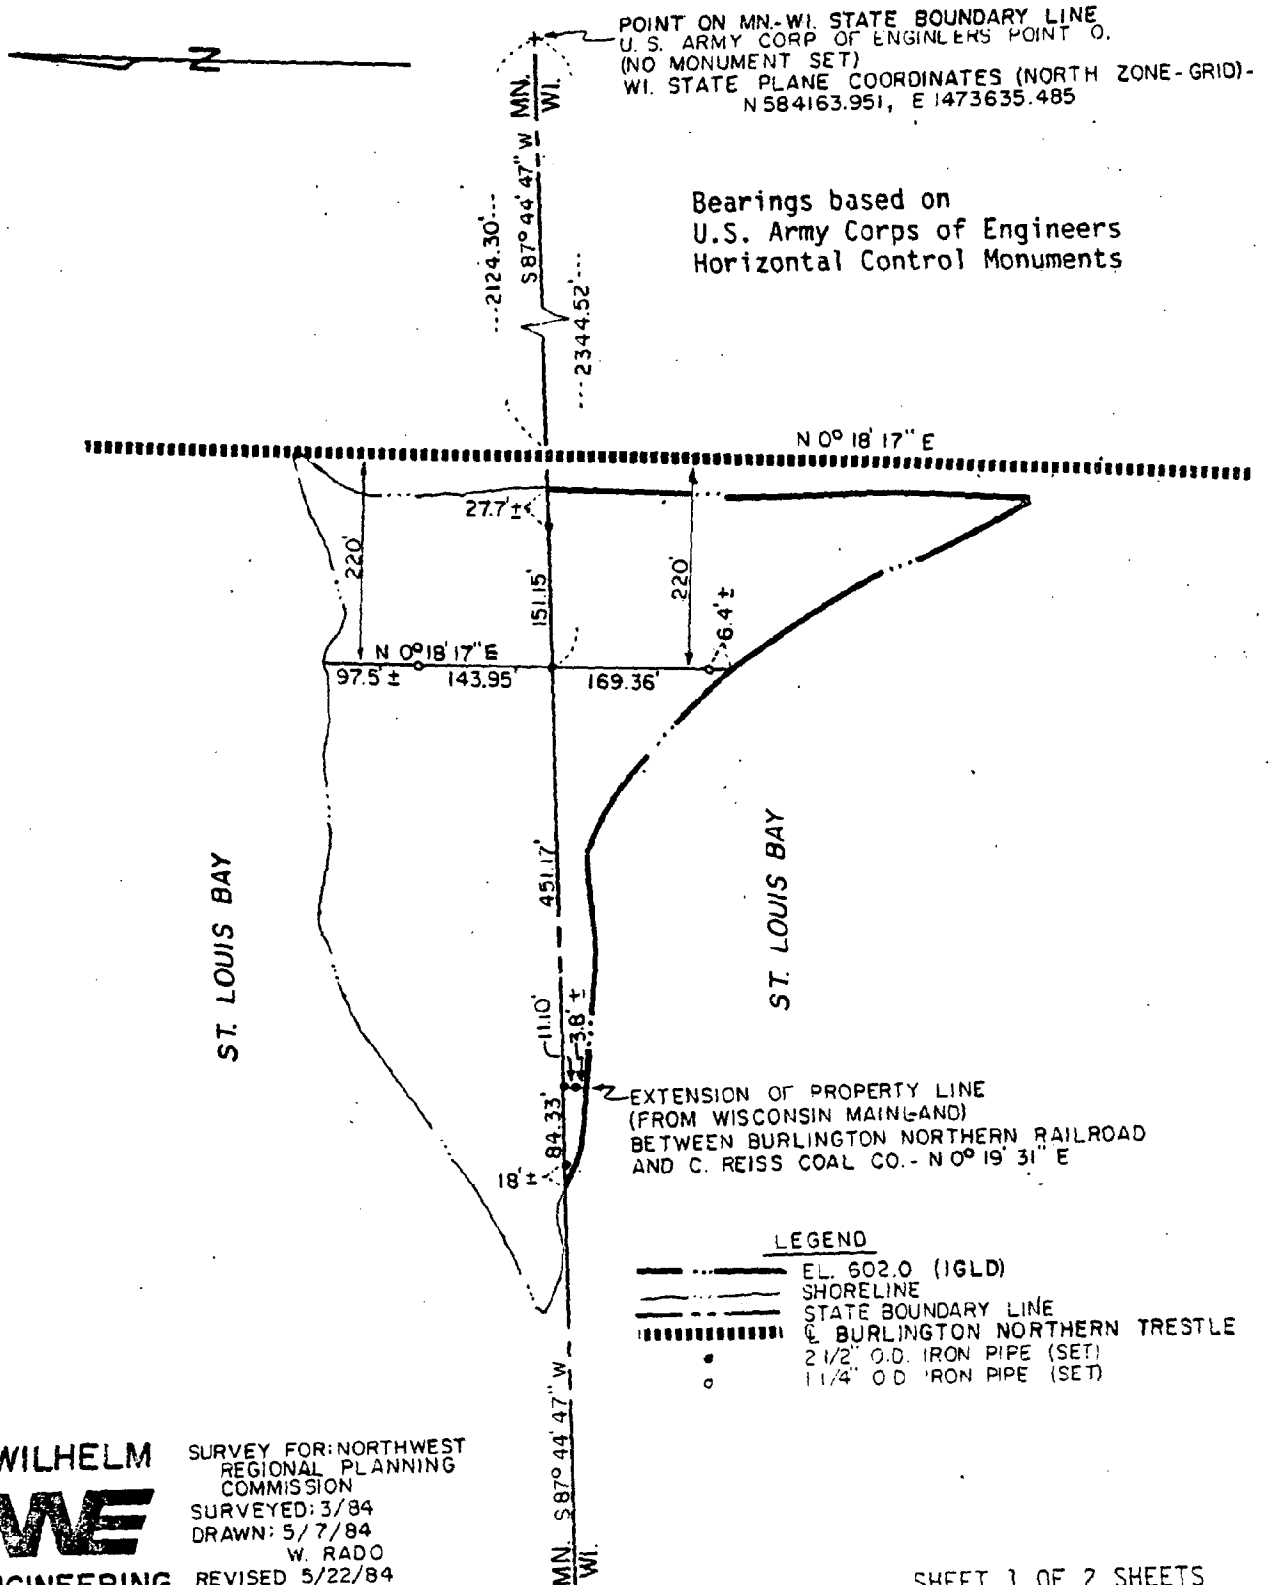 POINT ON MN.-WI. STATE BOUNDARY LINE
U.S. ARMY CORP OF ENGINEERS POINT O.
(NO MONUMENT SET)
WI. STATE PLANE COORDINATES (NORTH ZONE-GRID)-
N 584163.951, E 1473635.485
N
MN.
WI.
S 87° 44' 47" W
2124.30'
2344.52'
Bearings based on
U.S. Army Corps of Engineers
Horizontal Control Monuments
N 0° 18' 17" E
27.7' ±
220'
151.15'
220'
6.4' ±
N 0° 18' 17" E
97.5' ±
143.95'
169.36'
451.17'
ST. LOUIS BAY
ST. LOUIS BAY
11.10'
3.8' ±
84.33'
18' ±
EXTENSION OF PROPERTY LINE
(FROM WISCONSIN MAINLAND)
BETWEEN BURLINGTON NORTHERN RAILROAD
AND C. REISS COAL CO. - N 0° 19' 31" E
LEGEND
EL. 602.0 (IGLD)
SHORELINE
STATE BOUNDARY LINE
℄ BURLINGTON NORTHERN TRESTLE
2 1/2" O.D. IRON PIPE (SET)
1 1/4" O.D. IRON PIPE (SET)
S 87° 44' 47" W
MN.
WI.
WILHELM
WE
ENGINEERING
SURVEY FOR: NORTHWEST
REGIONAL PLANNING
COMMISSION
SURVEYED: 3/84
DRAWN: 5/7/84
W. RADO
REVISED 5/22/84
SHEET 1 OF 2 SHEETS